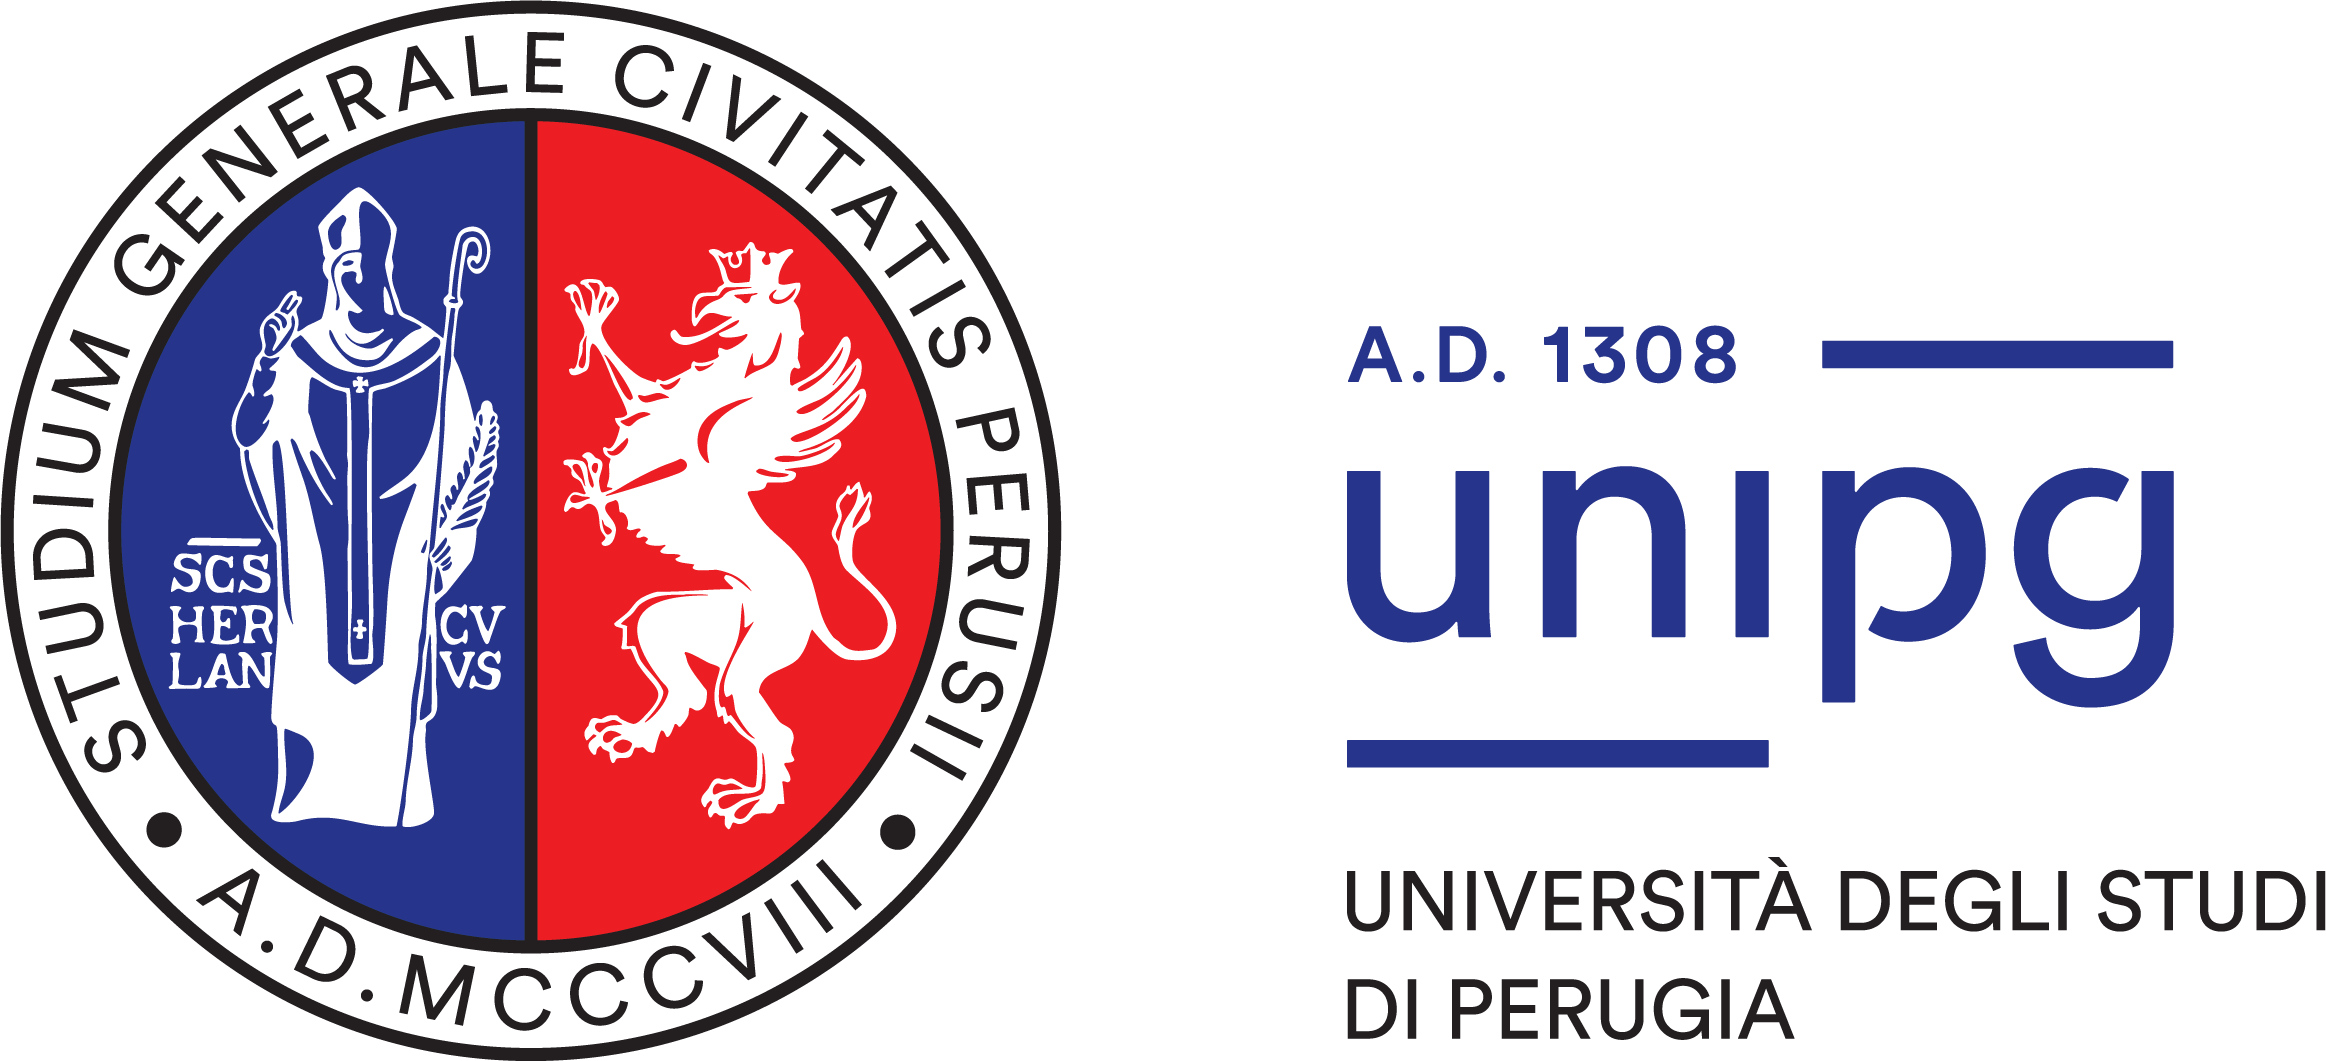 STUDIUM GENERALE CIVITATIS PERUSII
A.D. MCCCVIII
SCS
HER CV
LAN VS
A.D. 1308
unipg
UNIVERSITÀ DEGLI STUDI
DI PERUGIA